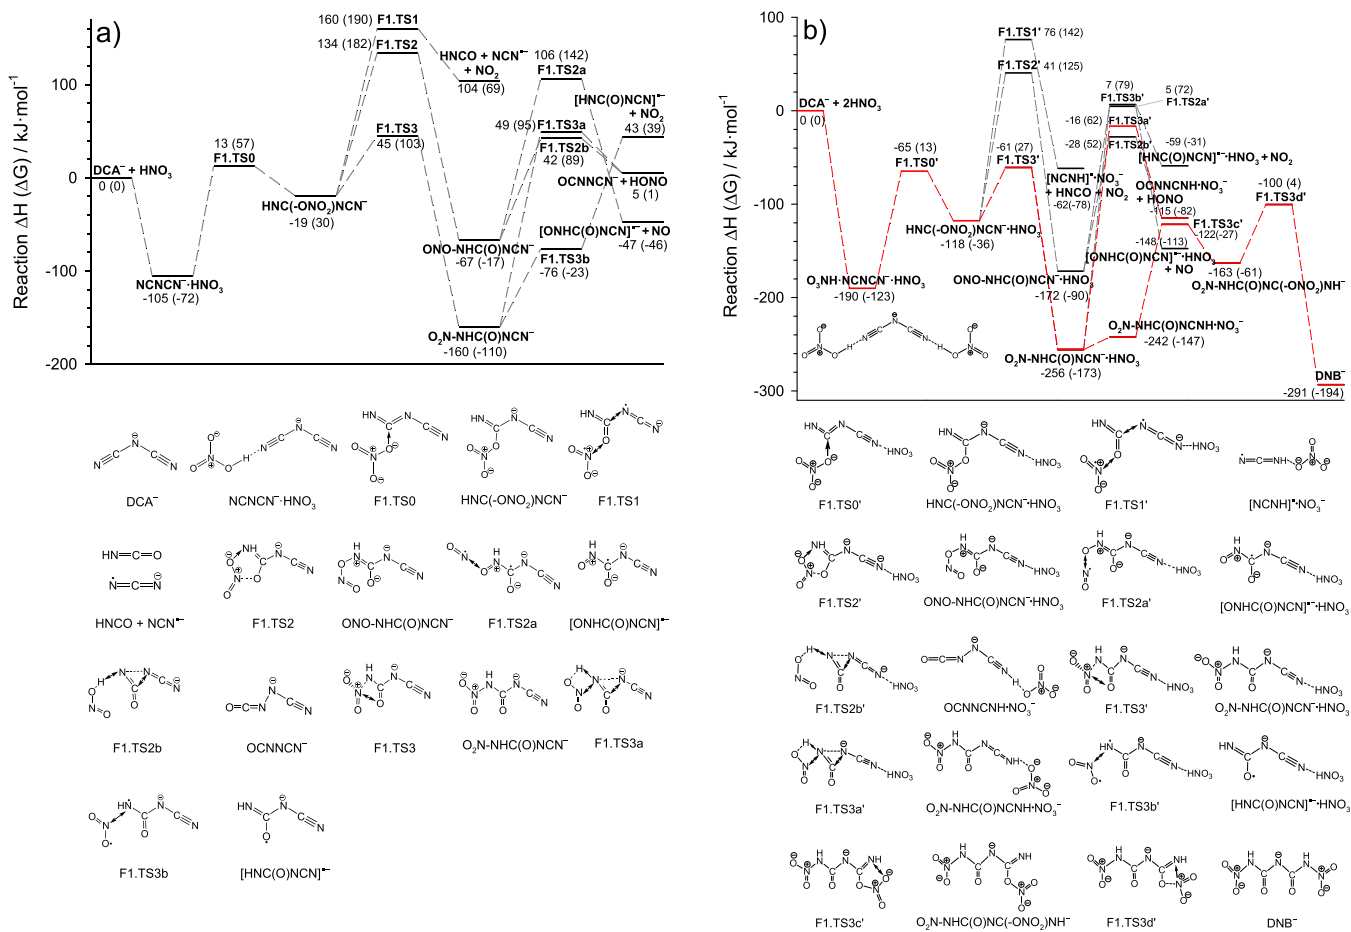 a)
Reaction ΔH (ΔG) / kJ·mol⁻¹
100
0
-100
-200
DCA⁻ + HNO₃
0 (0)
NCNCN⁻·HNO₃
-105 (-72)
13 (57)
F1.TS0
HNC(-ONO₂)NCN⁻
-19 (30)
160 (190)
F1.TS1
134 (182)
F1.TS2
F1.TS3
45 (103)
HNCO + NCN•⁻
+ NO₂
104 (69)
ONO-NHC(O)NCN⁻
-67 (-17)
O₂N-NHC(O)NCN⁻
-160 (-110)
106 (142)
F1.TS2a
49 (95)
F1.TS3a
F1.TS2b
42 (89)
F1.TS3b
-76 (-23)
[HNC(O)NCN]•⁻
+ NO₂
43 (39)
OCNNCN⁻ + HONO
5 (1)
[ONHC(O)NCN]•⁻ + NO
-47 (-46)
DCA⁻
NCNCN⁻·HNO₃
F1.TS0
HNC(-ONO₂)NCN⁻
F1.TS1
HNCO + NCN•⁻
F1.TS2
ONO-NHC(O)NCN⁻
F1.TS2a
[ONHC(O)NCN]•⁻
F1.TS2b
OCNNCN⁻
F1.TS3
O₂N-NHC(O)NCN⁻
F1.TS3a
F1.TS3b
[HNC(O)NCN]•⁻
b)
Reaction ΔH (ΔG) / kJ·mol⁻¹
100
0
-100
-200
-300
DCA⁻ + 2HNO₃
0 (0)
O₃NH·NCNCN⁻·HNO₃
-190 (-123)
-65 (13)
F1.TS0'
HNC(-ONO₂)NCN⁻·HNO₃
-118 (-36)
F1.TS1' 76 (142)
F1.TS2' 41 (125)
-61 (27)
F1.TS3'
[NCNH]•·NO₃⁻
+ HNCO + NO₂
-62(-78)
ONO-NHC(O)NCN⁻·HNO₃
-172 (-90)
O₂N-NHC(O)NCN⁻·HNO₃
-256 (-173)
7 (79)
F1.TS3b'
5 (72)
F1.TS2a'
-16 (62)
F1.TS3a'
-28 (52)
F1.TS2b'
-59 (-31)
[HNC(O)NCN]•⁻·HNO₃ + NO₂
OCNNCNH·NO₃⁻
+ HONO
-115 (-82)
F1.TS3c'
-122(-27)
-148 (-113)
[ONHC(O)NCN]•⁻·HNO₃
+ NO
O₂N-NHC(O)NCNH·NO₃⁻
-242 (-147)
-163 (-61)
O₂N-NHC(O)NC(-ONO₂)NH⁻
-100 (4)
F1.TS3d'
DNB⁻
-291 (-194)
F1.TS0'
HNC(-ONO₂)NCN⁻·HNO₃
F1.TS1'
[NCNH]•·NO₃⁻
F1.TS2'
ONO-NHC(O)NCN⁻·HNO₃
F1.TS2a'
[ONHC(O)NCN]•⁻·HNO₃
F1.TS2b'
OCNNCNH·NO₃⁻
F1.TS3'
O₂N-NHC(O)NCN⁻·HNO₃
F1.TS3a'
O₂N-NHC(O)NCNH·NO₃⁻
F1.TS3b'
[HNC(O)NCN]•⁻·HNO₃
F1.TS3c'
O₂N-NHC(O)NC(-ONO₂)NH⁻
F1.TS3d'
DNB⁻